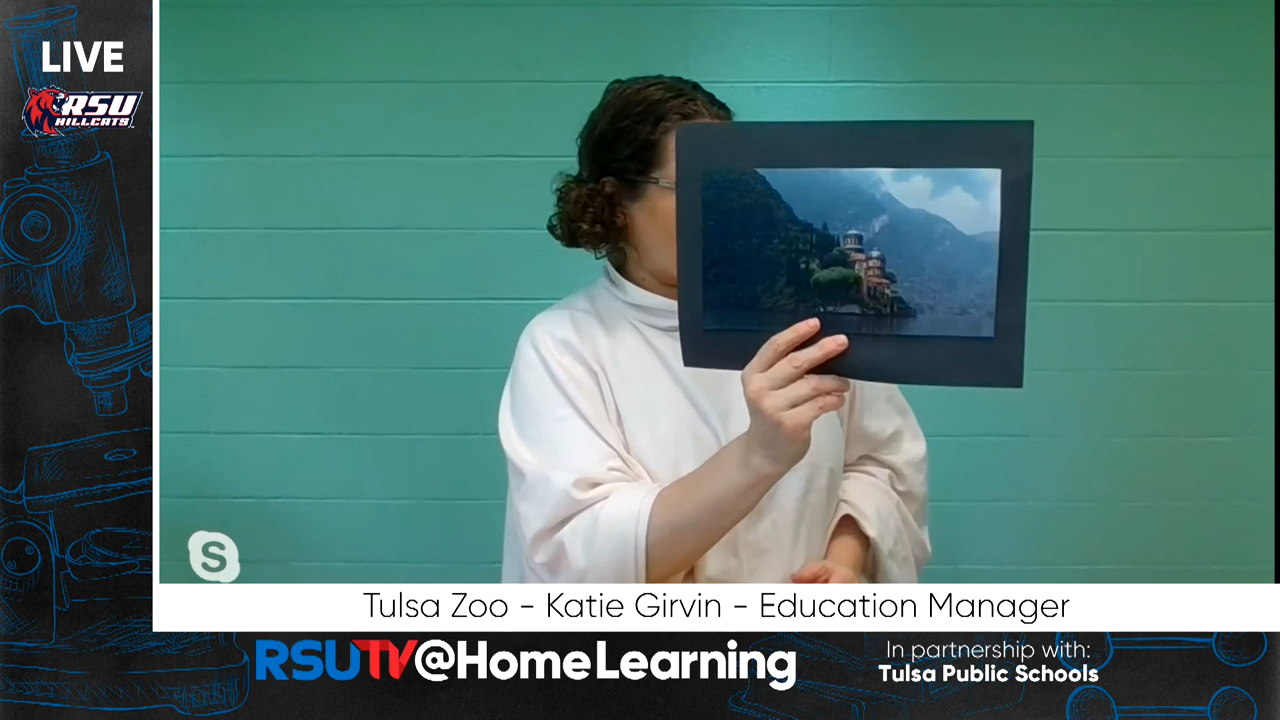 LIVE
RSU
HILLCATS
S
Tulsa Zoo - Katie Girvin - Education Manager
RSUTV@HomeLearning
In partnership with:
Tulsa Public Schools